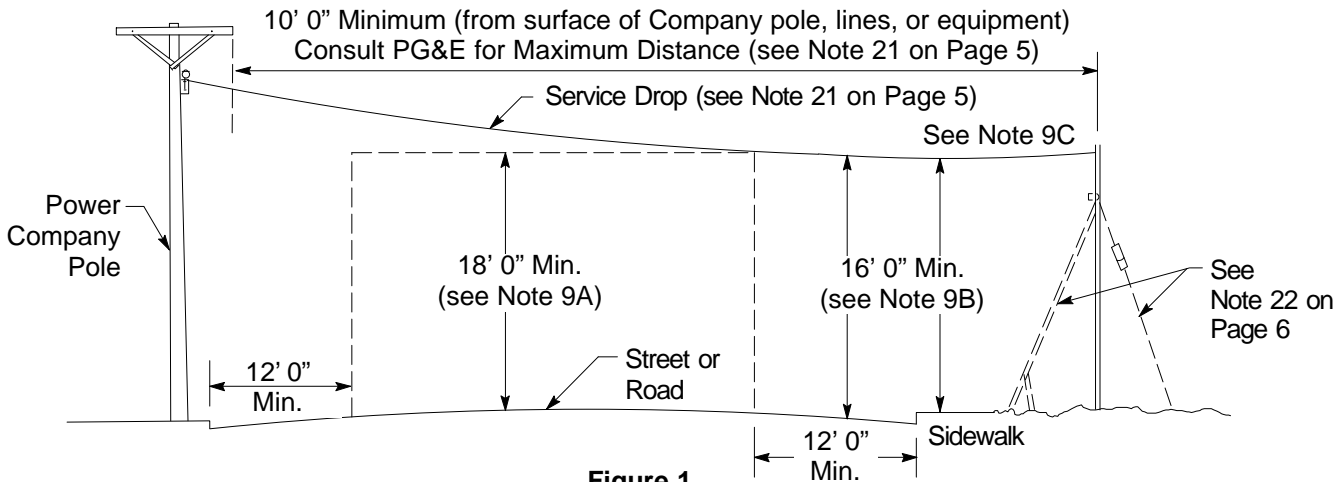 10’ 0” Minimum (from surface of Company pole, lines, or equipment)
Consult PG&E for Maximum Distance (see Note 21 on Page 5)
Service Drop (see Note 21 on Page 5)
See Note 9C
Power
Company
Pole
18’ 0” Min.
(see Note 9A)
16’ 0” Min.
(see Note 9B)
See
Note 22 on
Page 6
12’ 0”
Min.
Street or
Road
Sidewalk
12’ 0”
Min.
Figure 1